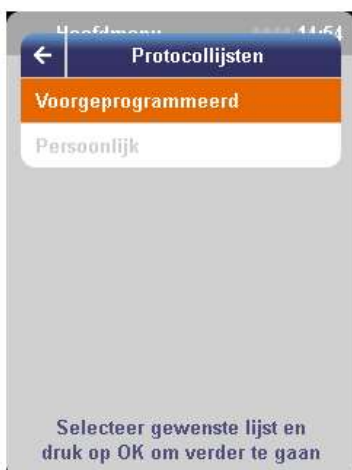 Hoofdmenu 14:54
Protocollijsten
Voorgeprogrammeerd
Persoonlijk
Selecteer gewenste lijst en
druk op OK om verder te gaan